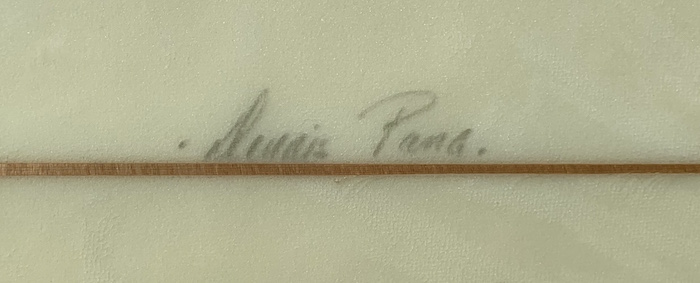 . Dennis Pang.